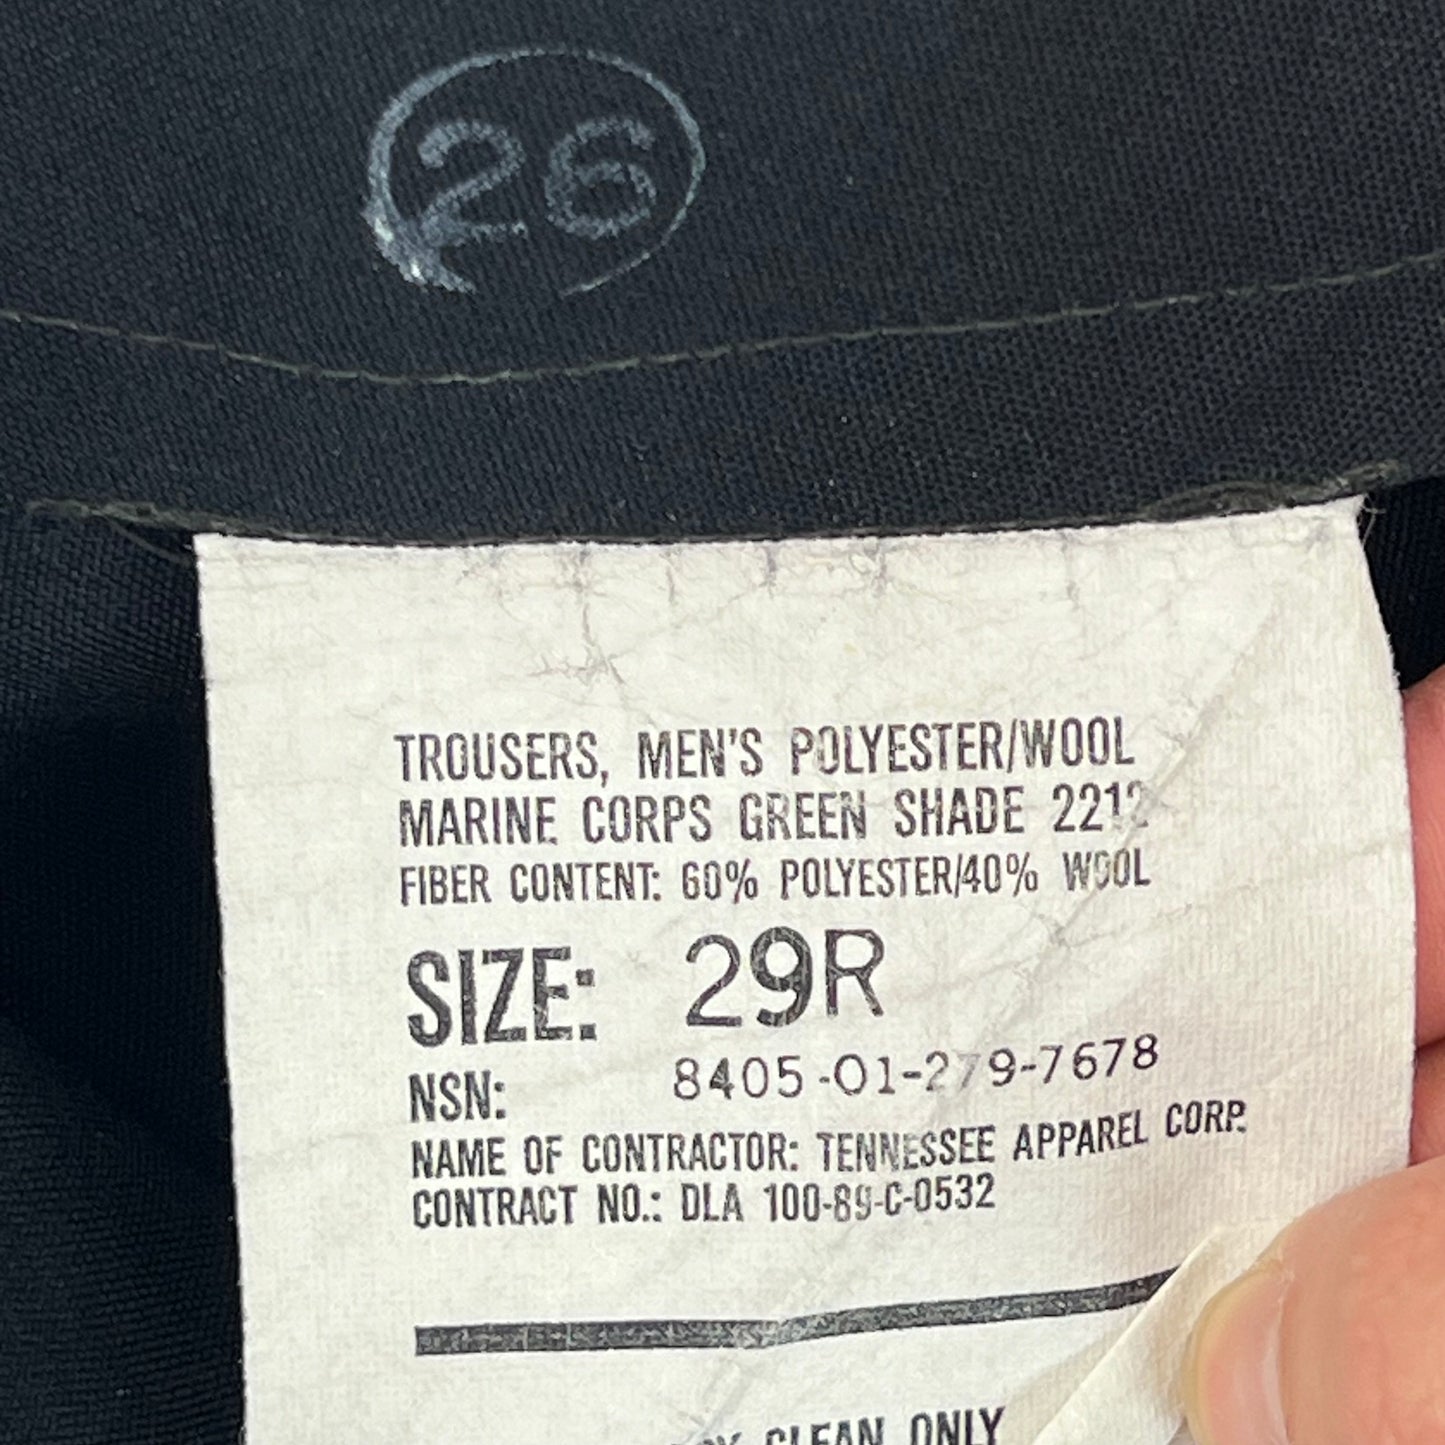 26
TROUSERS, MEN'S POLYESTER/WOOL
MARINE CORPS GREEN SHADE 2212
FIBER CONTENT: 60% POLYESTER/40% WOOL
SIZE: 29R
NSN: 8405-01-279-7678
NAME OF CONTRACTOR: TENNESSEE APPAREL CORP.
CONTRACT NO.: DLA 100-89-C-0532
CLEAN ONLY